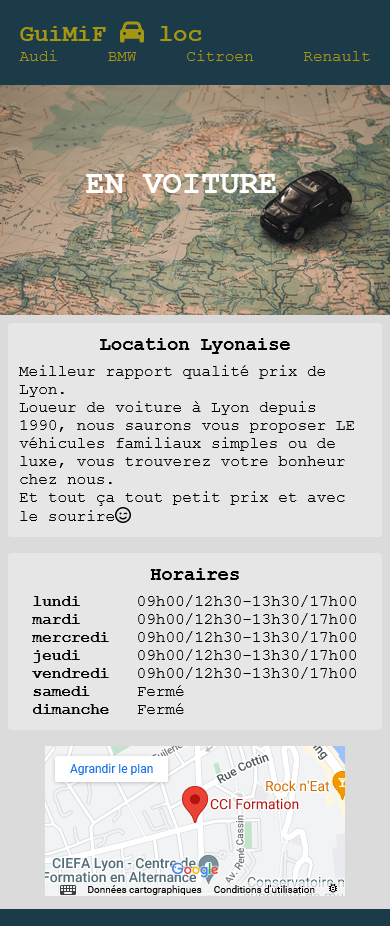 GuiMiF loc
Audi BMW Citroen Renault
EN VOITURE
Location Lyonaise
Meilleur rapport qualité prix de
Lyon.
Loueur de voiture à Lyon depuis
1990, nous saurons vous proposer LE
véhicules familiaux simples ou de
luxe, vous trouverez votre bonheur
chez nous.
Et tout ça tout petit prix et avec
le sourire
Horaires
lundi 09h00/12h30-13h30/17h00
mardi 09h00/12h30-13h30/17h00
mercredi 09h00/12h30-13h30/17h00
jeudi 09h00/12h30-13h30/17h00
vendredi 09h00/12h30-13h30/17h00
samedi Fermé
dimanche Fermé
Agrandir le plan
Rue Cottin
Rock n'Eat
CCI Formation
Av. René Cassin
CIEFA Lyon - Centre de
Formation en Alternance
Google
Conservatoire n
Données cartographiques Conditions d'utilisation